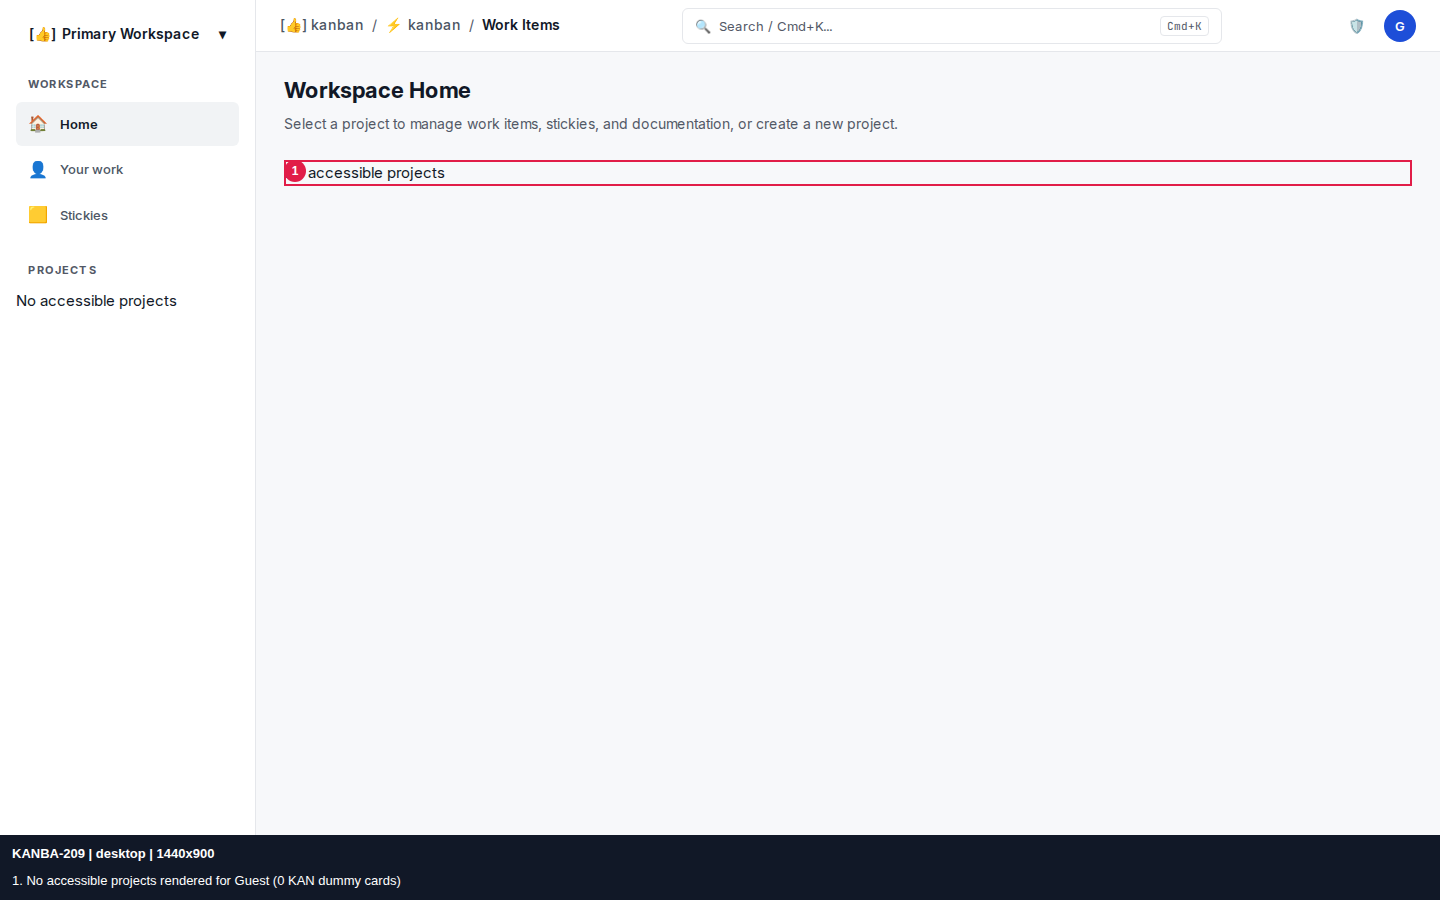 [👍] Primary Workspace ▼
WORKSPACE
🏠 Home
👤 Your work
🟨 Stickies
PROJECTS
No accessible projects
[👍] kanban / ⚡ kanban / Work Items
🔍 Search / Cmd+K...
Cmd+K
🛡️
G
Workspace Home
Select a project to manage work items, stickies, and documentation, or create a new project.
1 accessible projects
KANBA-209 | desktop | 1440x900
1. No accessible projects rendered for Guest (0 KAN dummy cards)